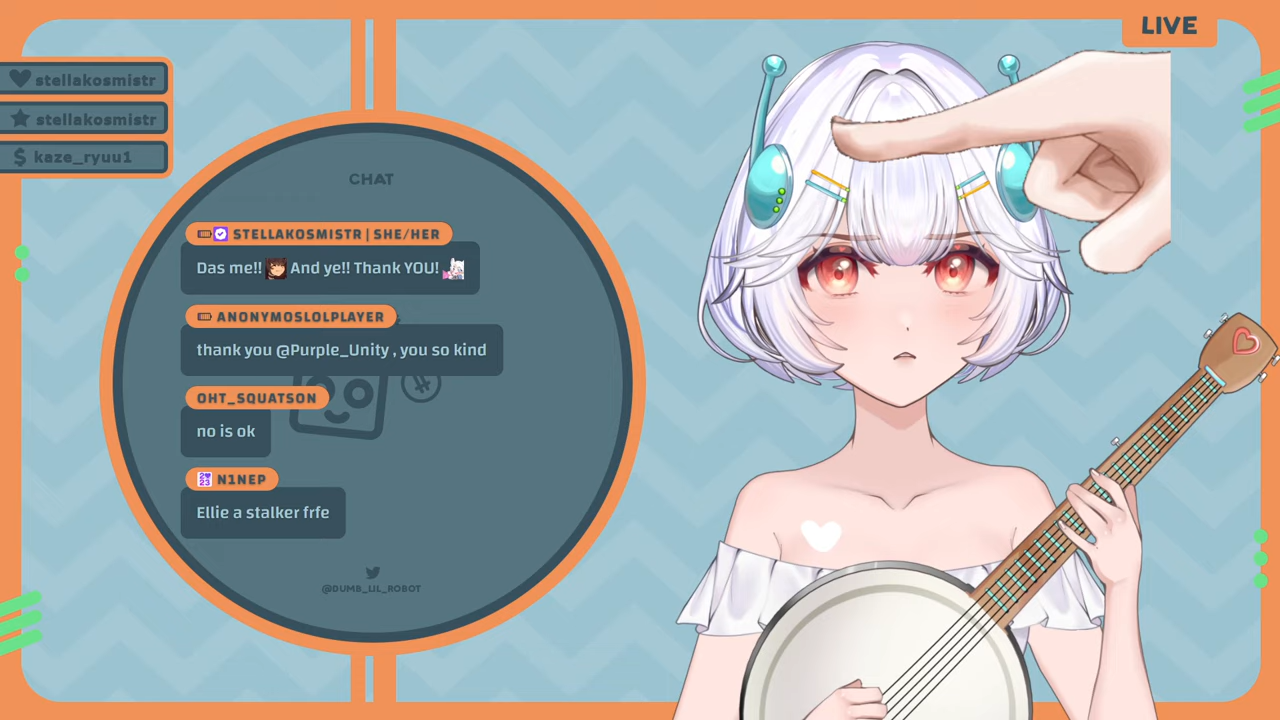 LIVE
stellakosmistr
stellakosmistr
$ kaze_ryuu1
CHAT
STELLAKOSMISTR | SHE/HER
Das me!! And ye!! Thank YOU!
ANONYMOSLOLPLAYER
thank you @Purple_Unity , you so kind
OHT_SQUATSON
no is ok
N1NEP
Ellie a stalker frfe
@DUMB_LIL_ROBOT